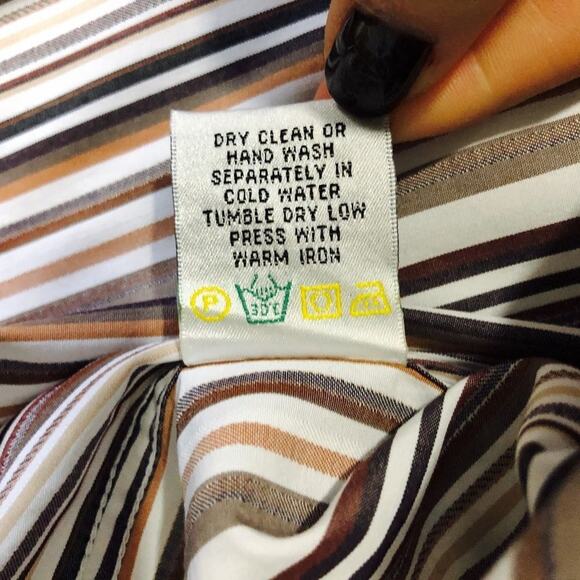 DRY CLEAN OR
HAND WASH
SEPARATELY IN
COLD WATER
TUMBLE DRY LOW
PRESS WITH
WARM IRON
P 30°C